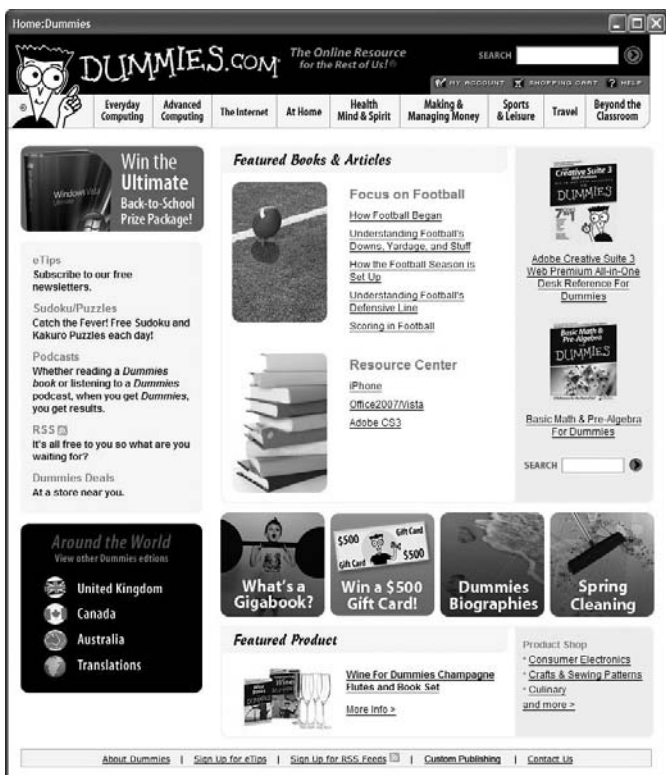 Home:Dummies
DUMMIES.COM®
The Online Resource
for the Rest of Us!®
SEARCH
MY ACCOUNT SHOPPING CART HELP
Everyday
Computing
Advanced
Computing
The Internet
At Home
Health
Mind & Spirit
Making &
Managing Money
Sports
& Leisure
Travel
Beyond the
Classroom
Win the
Ultimate
Back-to-School
Prize Package!
Windows Vista
Ultimate
eTips
Subscribe to our free
newsletters.
Sudoku/Puzzles
Catch the Fever! Free Sudoku and
Kakuro Puzzles each day!
Podcasts
Whether reading a Dummies
book or listening to a Dummies
podcast, when you get Dummies,
you get results.
RSS
It's all free to you so what are you
waiting for?
Dummies Deals
At a store near you.
Around the World
View other Dummies edtions
United Kingdom
Canada
Australia
Translations
Featured Books & Articles
Focus on Football
How Football Began
Understanding Football's
Downs, Yardage, and Stuff
How the Football Season is
Set Up
Understanding Football's
Defensive Line
Scoring in Football
Resource Center
iPhone
Office2007/Vista
Adobe CS3
Creative Suite 3
DUMMIES
Adobe Creative Suite 3
Web Premium All-in-One
Desk Reference For
Dummies
Basic Math &
Pre-Algebra
DUMMIES
Basic Math & Pre-Algebra
For Dummies
SEARCH
What's a
Gigabook?
$500
Gift Card
Gift Card
$500
Win a $500
Gift Card!
Dummies
Biographies
Spring
Cleaning
Featured Product
Wine For Dummies Champagne
Flutes and Book Set
More Info >
Product Shop
Consumer Electronics
Crafts & Sewing Patterns
Culinary
and more >
About Dummies | Sign Up for eTips | Sign Up for RSS Feeds | Custom Publishing | Contact Us